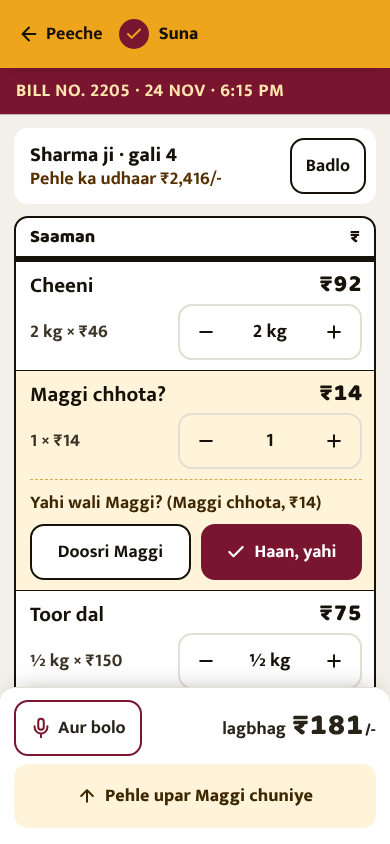 Peeche Suna
BILL NO. 2205 · 24 NOV · 6:15 PM
Sharma ji · gali 4
Pehle ka udhaar ₹2,416/-
Badlo
Saaman ₹
Cheeni ₹92
2 kg × ₹46 − 2 kg +
Maggi chhota? ₹14
1 × ₹14 − 1 +
Yahi wali Maggi? (Maggi chhota, ₹14)
Doosri Maggi Haan, yahi
Toor dal ₹75
½ kg × ₹150 − ½ kg +
Aur bolo lagbhag ₹181/-
Pehle upar Maggi chuniye